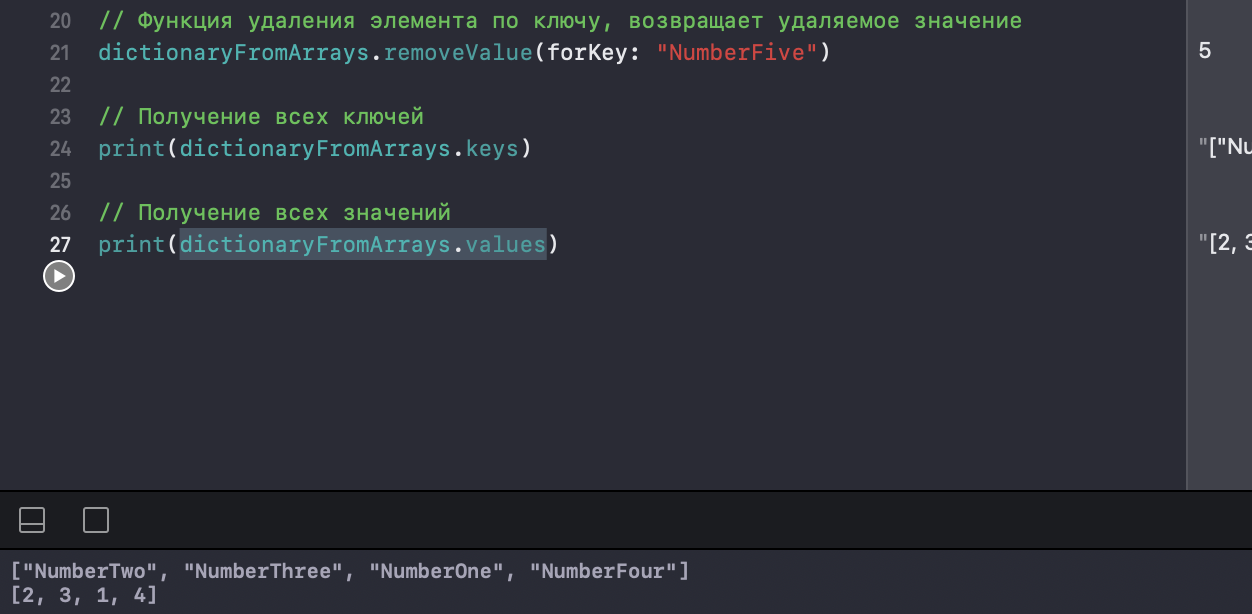 20 // Функция удаления элемента по ключу, возвращает удаляемое значение
21 dictionaryFromArrays.removeValue(forKey: "NumberFive")
5
22
23 // Получение всех ключей
24 print(dictionaryFromArrays.keys)
"["Nu
25
26 // Получение всех значений
27 print(dictionaryFromArrays.values)
"[2, 3
["NumberTwo", "NumberThree", "NumberOne", "NumberFour"]
[2, 3, 1, 4]